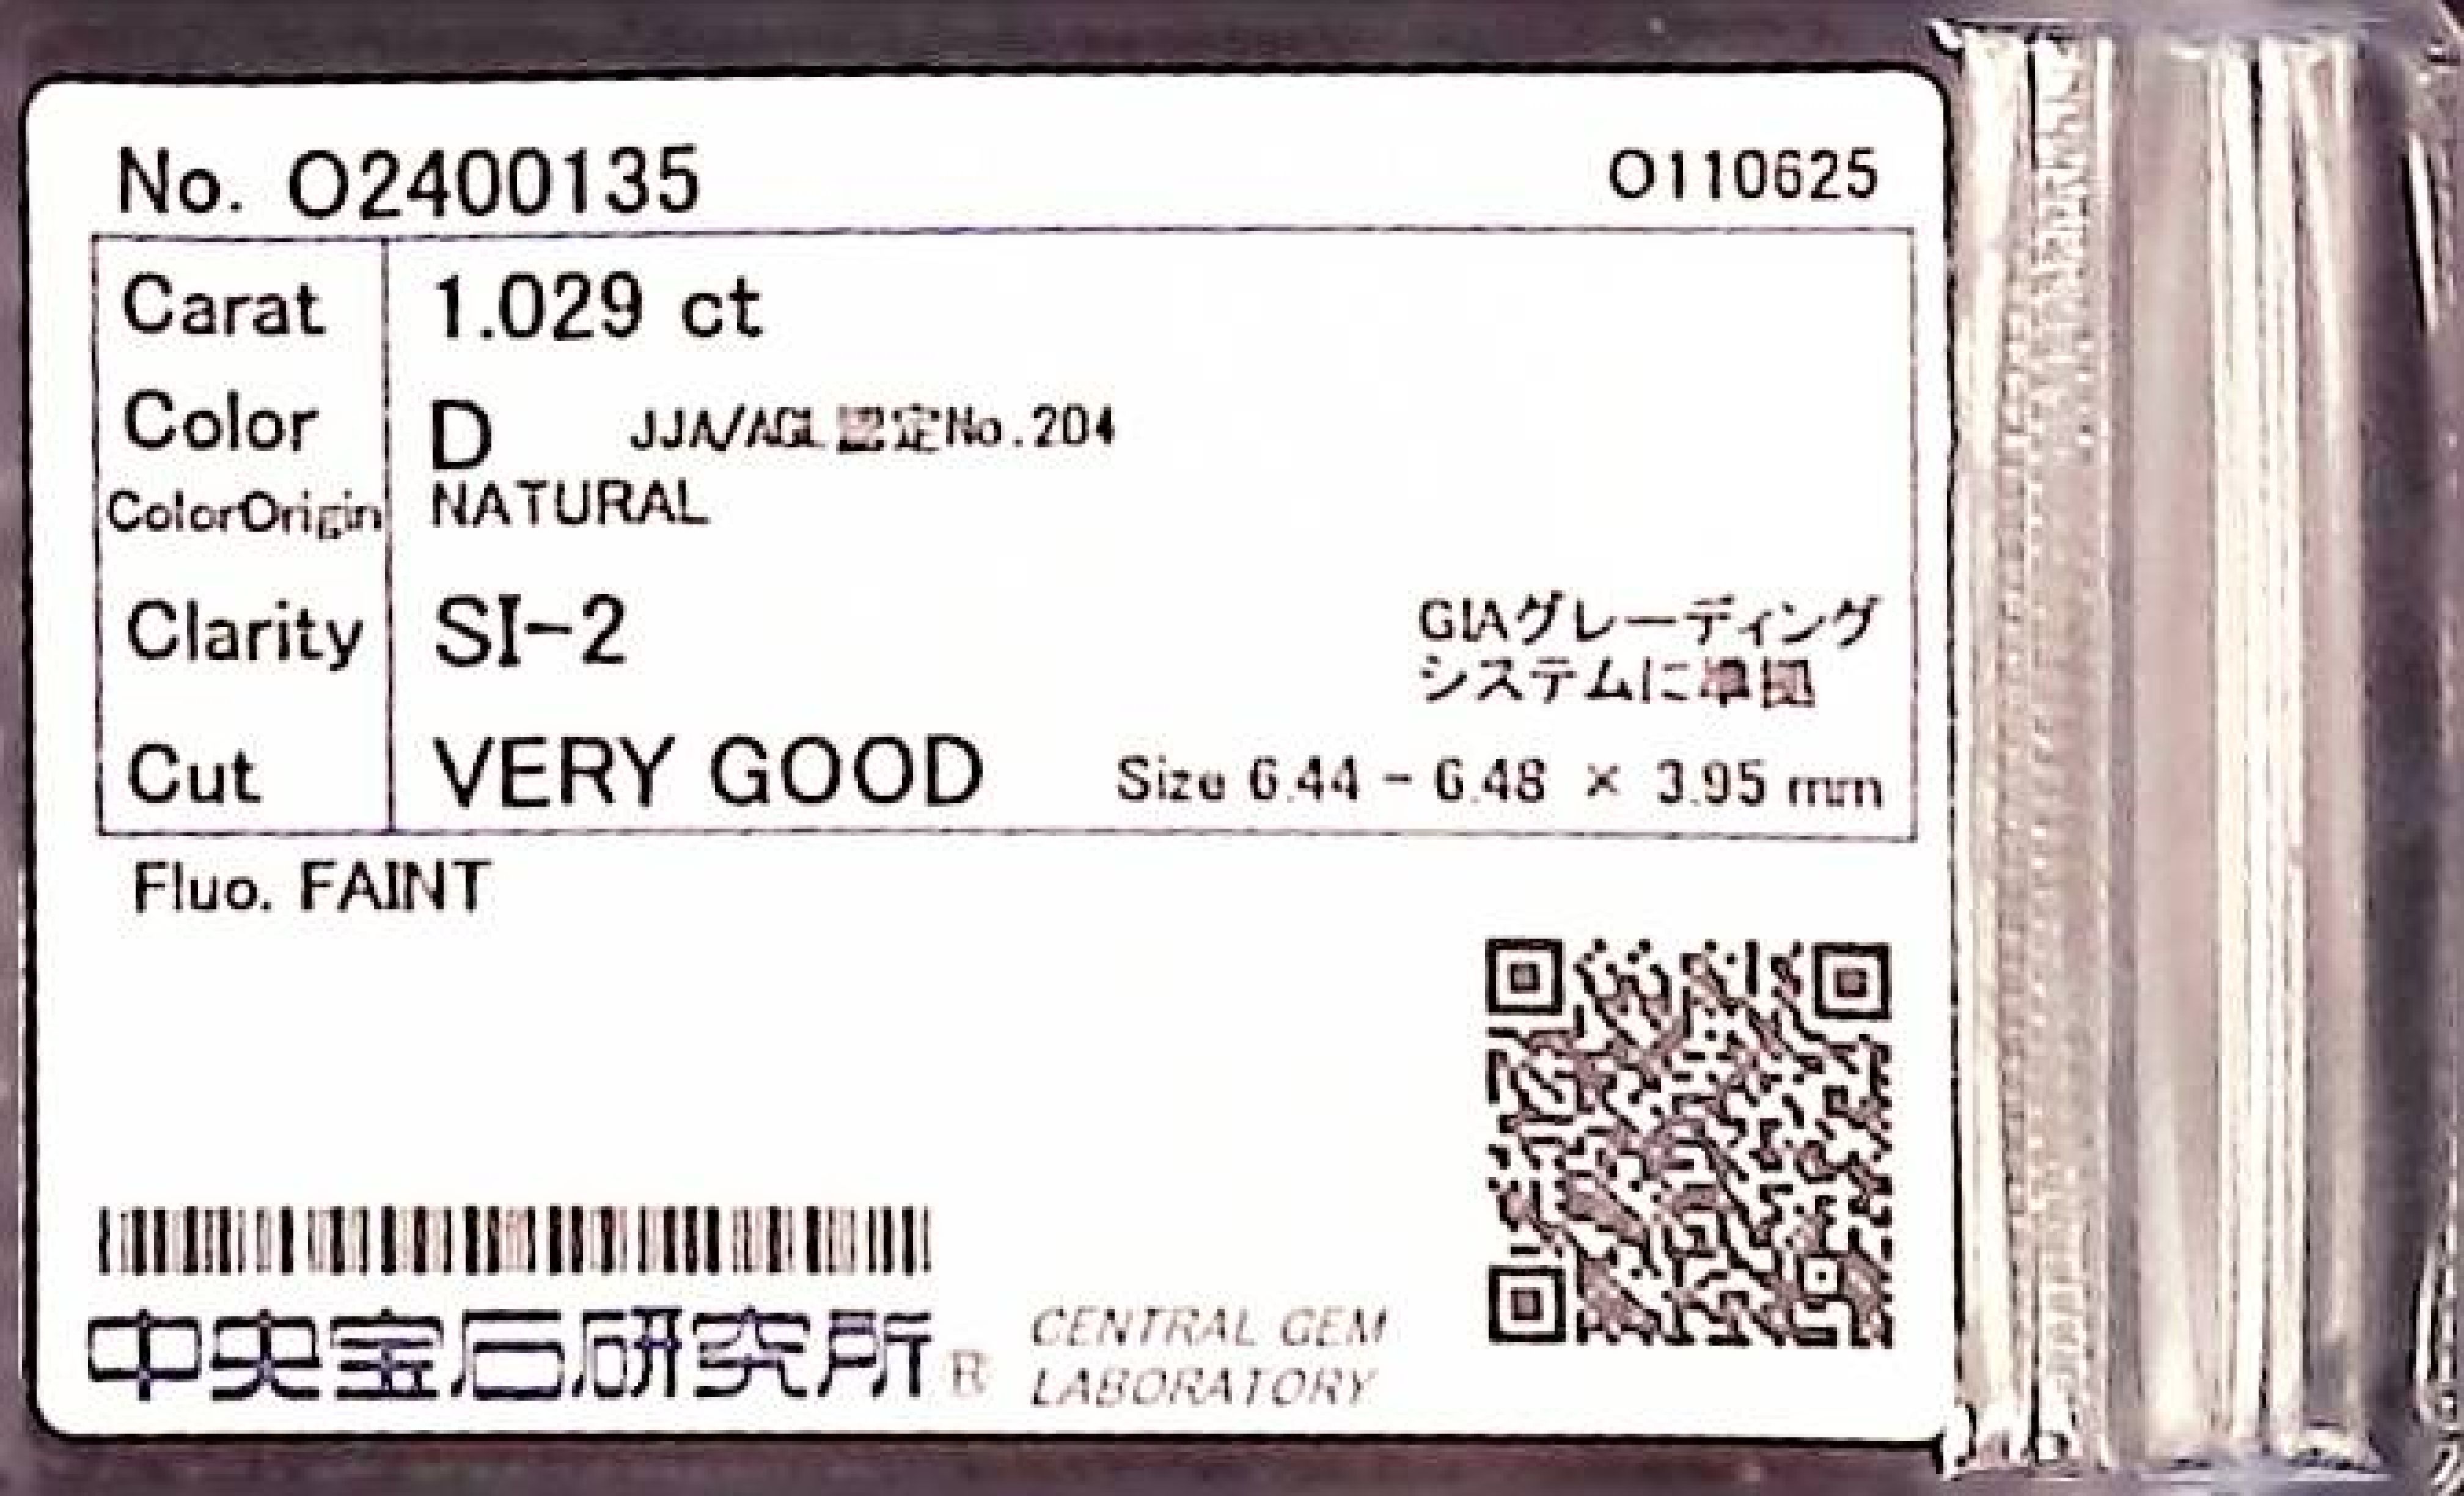 No. O2400135
O110625
Carat 1.029 ct
Color D JJA/AGL 認定No.204
ColorOrigin NATURAL
Clarity SI-2
GIAグレーディング
システムに準拠
Cut VERY GOOD Size 6.44 - 6.48 × 3.95 mm
Fluo. FAINT
中央宝石研究所®
CENTRAL GEM
LABORATORY